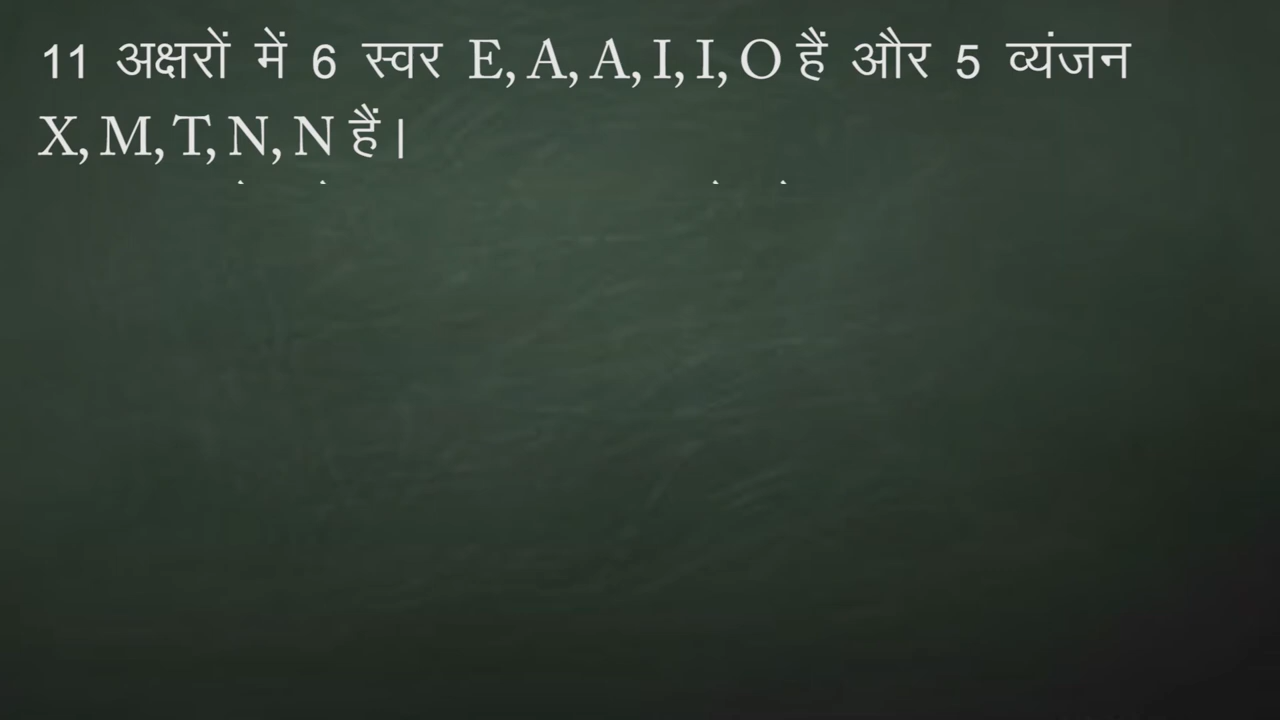 11 अक्षरों में 6 स्वर E, A, A, I, I, O हैं और 5 व्यंजन
X, M, T, N, N हैं।